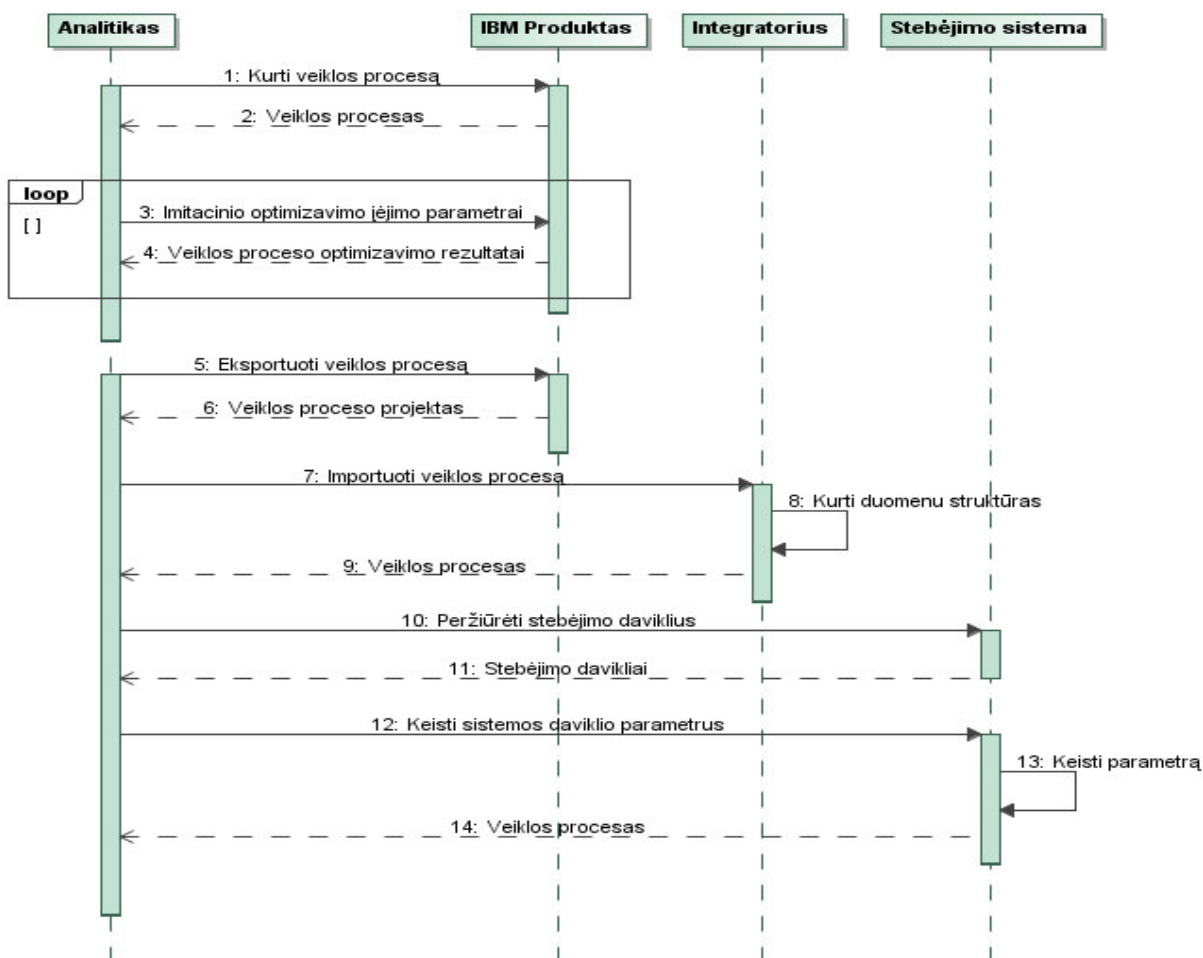 Analitikas
IBM Produktas
Integratorius
Stebėjimo sistema
1: Kurti veiklos procesą
2: Veiklos procesas
loop
3: Imitacinio optimizavimo įėjimo parametrai
[ ]
4: Veiklos proceso optimizavimo rezultatai
5: Eksportuoti veiklos procesą
6: Veiklos proceso projektas
7: Importuoti veiklos procesą
8: Kurti duomenu struktūras
9: Veiklos procesas
10: Peržiūrėti stebėjimo daviklius
11: Stebėjimo davikliai
12: Keisti sistemos daviklio parametrus
13: Keisti parametrą
14: Veiklos procesas